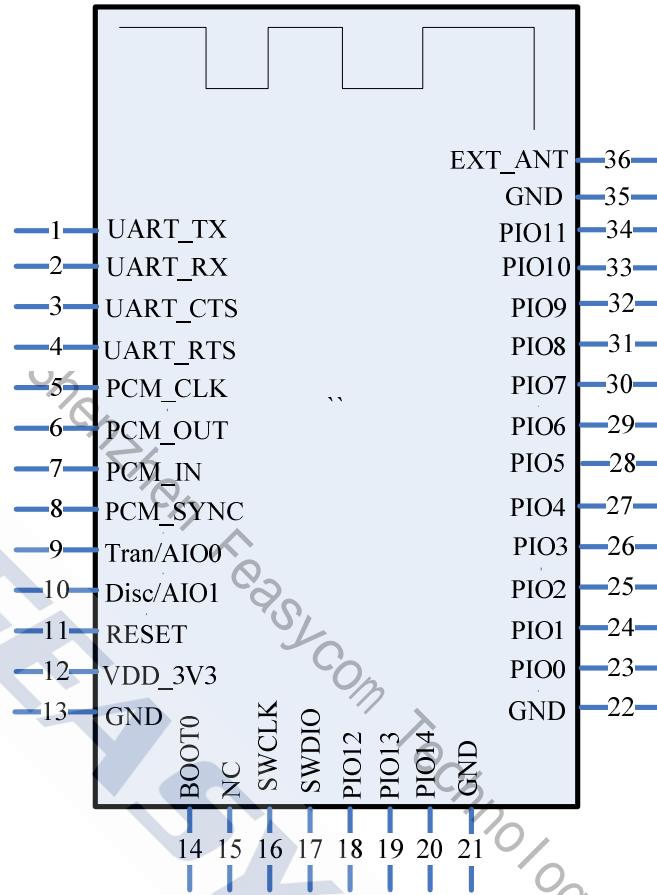 EXT_ANT 36
GND 35
1 UART_TX
PIO11 34
2 UART_RX
PIO10 33
3 UART_CTS
PIO9 32
4 UART_RTS
PIO8 31
5 PCM_CLK
PIO7 30
``
6 PCM_OUT
PIO6 29
7 PCM_IN
PIO5 28
8 PCM_SYNC
PIO4 27
9 Tran/AIO0
PIO3 26
10 Disc/AIO1
PIO2 25
11 RESET
PIO1 24
12 VDD_3V3
PIO0 23
13 GND
GND 22
BOOT0
NC
SWCLK
SWDIO
PIO12
PIO13
PIO14
GND
14 15 16 17 18 19 20 21
Shenzhen Feasycom Technolog
FEASY